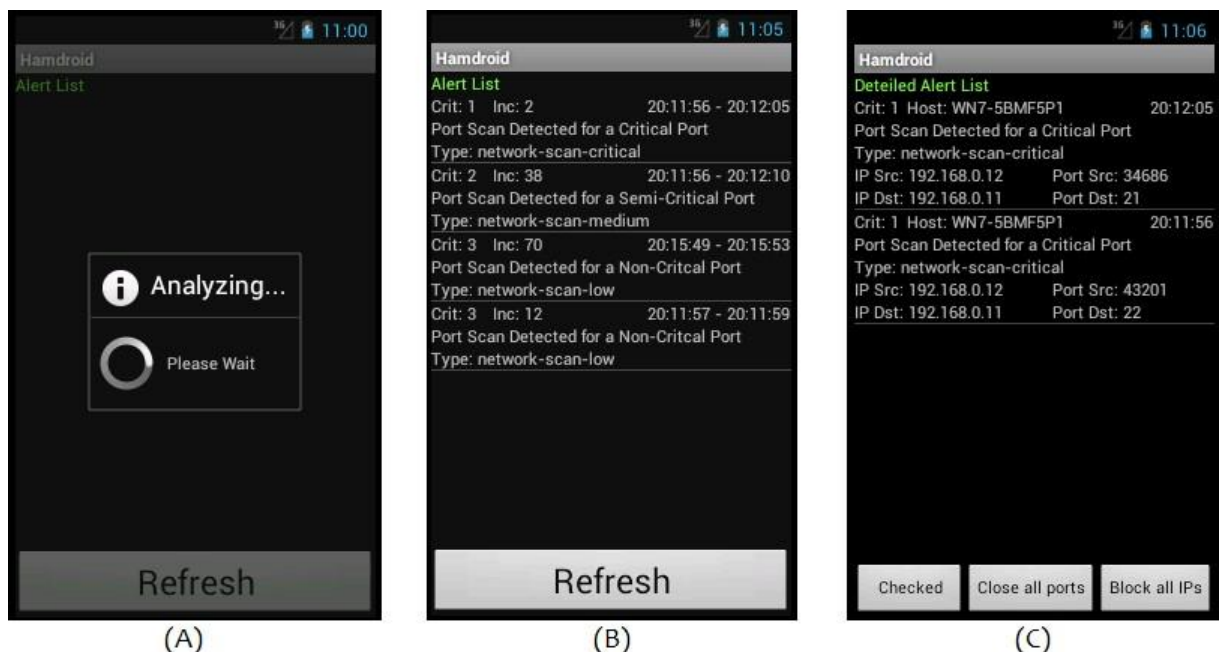 3G 11:00
Hamdroid
Alert List
Analyzing...
Please Wait
Refresh
(A)
3G 11:05
Hamdroid
Alert List
Crit: 1 Inc: 2 20:11:56 - 20:12:05
Port Scan Detected for a Critical Port
Type: network-scan-critical
Crit: 2 Inc: 38 20:11:56 - 20:12:10
Port Scan Detected for a Semi-Critical Port
Type: network-scan-medium
Crit: 3 Inc: 70 20:15:49 - 20:15:53
Port Scan Detected for a Non-Critcal Port
Type: network-scan-low
Crit: 3 Inc: 12 20:11:57 - 20:11:59
Port Scan Detected for a Non-Critcal Port
Type: network-scan-low
Refresh
(B)
3G 11:06
Hamdroid
Deteiled Alert List
Crit: 1 Host: WN7-5BMF5P1 20:12:05
Port Scan Detected for a Critical Port
Type: network-scan-critical
IP Src: 192.168.0.12 Port Src: 34686
IP Dst: 192.168.0.11 Port Dst: 21
Crit: 1 Host: WN7-5BMF5P1 20:11:56
Port Scan Detected for a Critical Port
Type: network-scan-critical
IP Src: 192.168.0.12 Port Src: 43201
IP Dst: 192.168.0.11 Port Dst: 22
Checked Close all ports Block all IPs
(C)